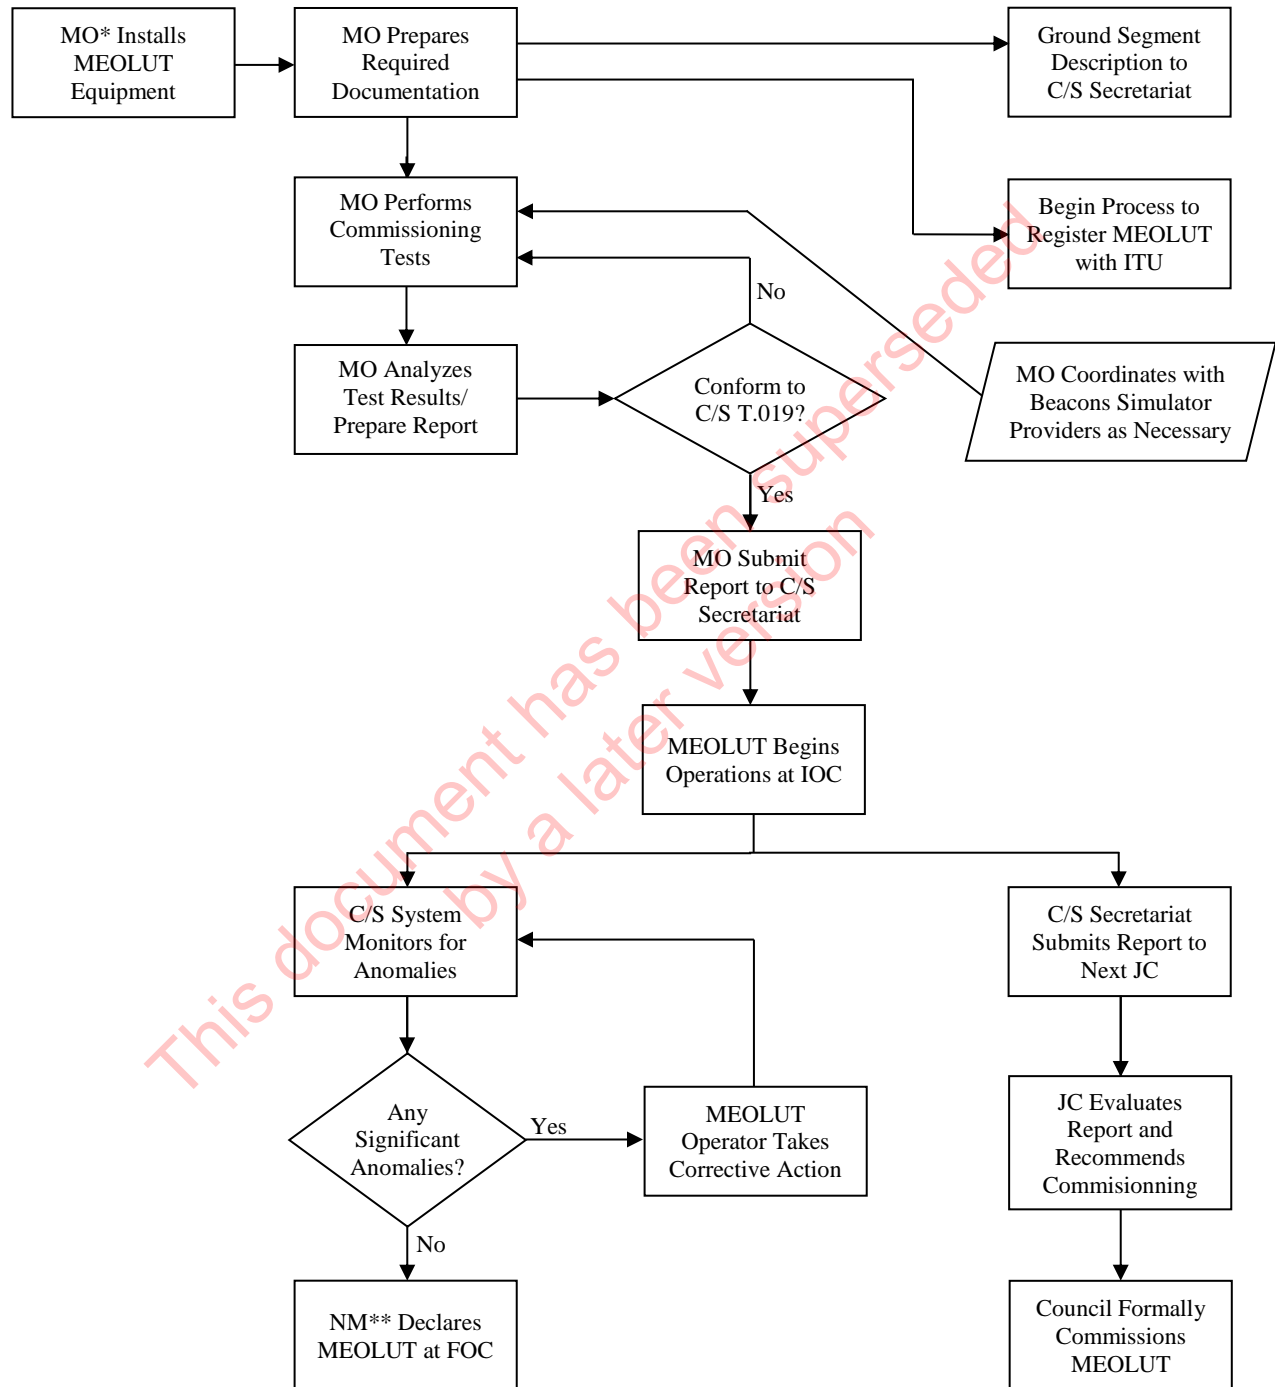 MO* Installs
MEOLUT
Equipment
MO Prepares
Required
Documentation
Ground Segment
Description to
C/S Secretariat
MO Performs
Commissioning
Tests
Begin Process to
Register MEOLUT
with ITU
No
MO Analyzes
Test Results/
Prepare Report
Conform to
C/S T.019?
MO Coordinates with
Beacons Simulator
Providers as Necessary
Yes
MO Submit
Report to C/S
Secretariat
MEOLUT Begins
Operations at IOC
C/S System
Monitors for
Anomalies
C/S Secretariat
Submits Report to
Next JC
Any
Significant
Anomalies?
Yes
MEOLUT
Operator Takes
Corrective Action
JC Evaluates
Report and
Recommends
Commisionning
No
NM** Declares
MEOLUT at FOC
Council Formally
Commissions
MEOLUT
This document has been superseded
by a later version